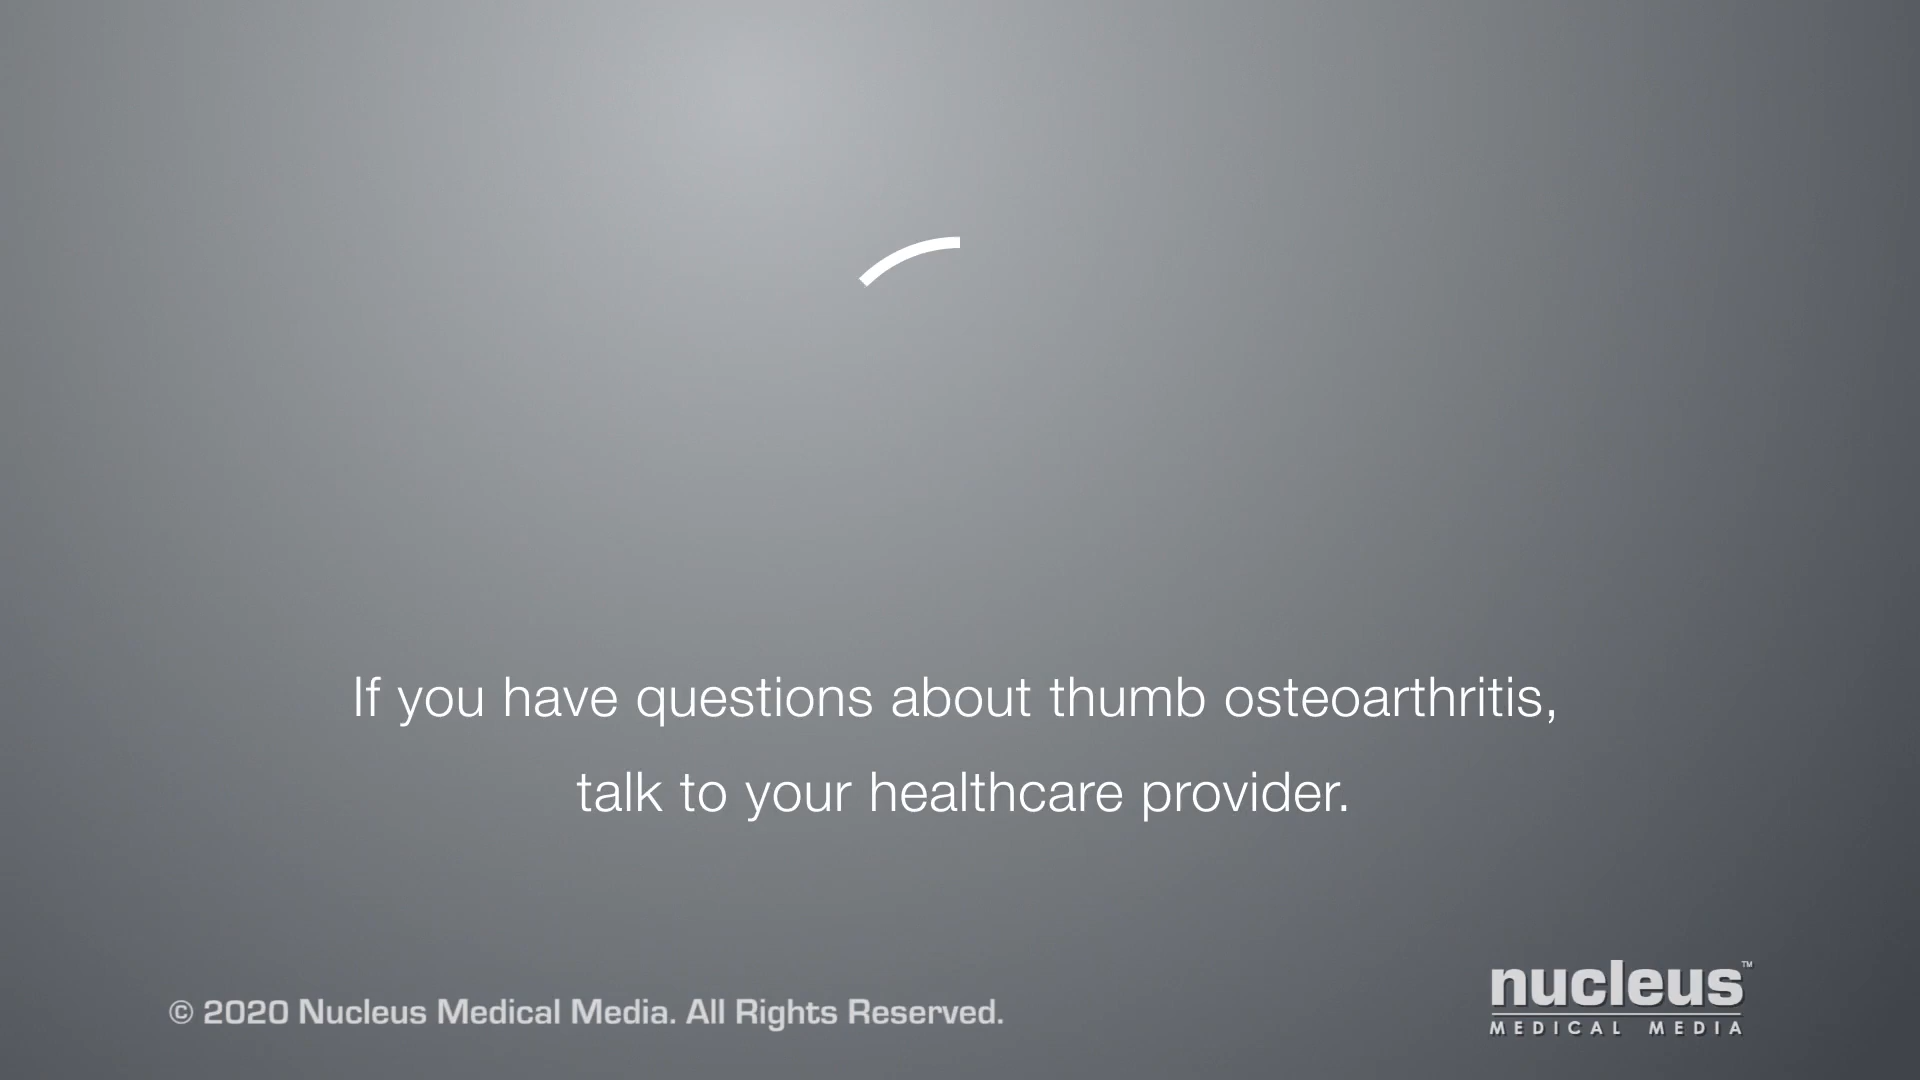 If you have questions about thumb osteoarthritis,
talk to your healthcare provider.
© 2020 Nucleus Medical Media. All Rights Reserved.
nucleus™
MEDICAL MEDIA